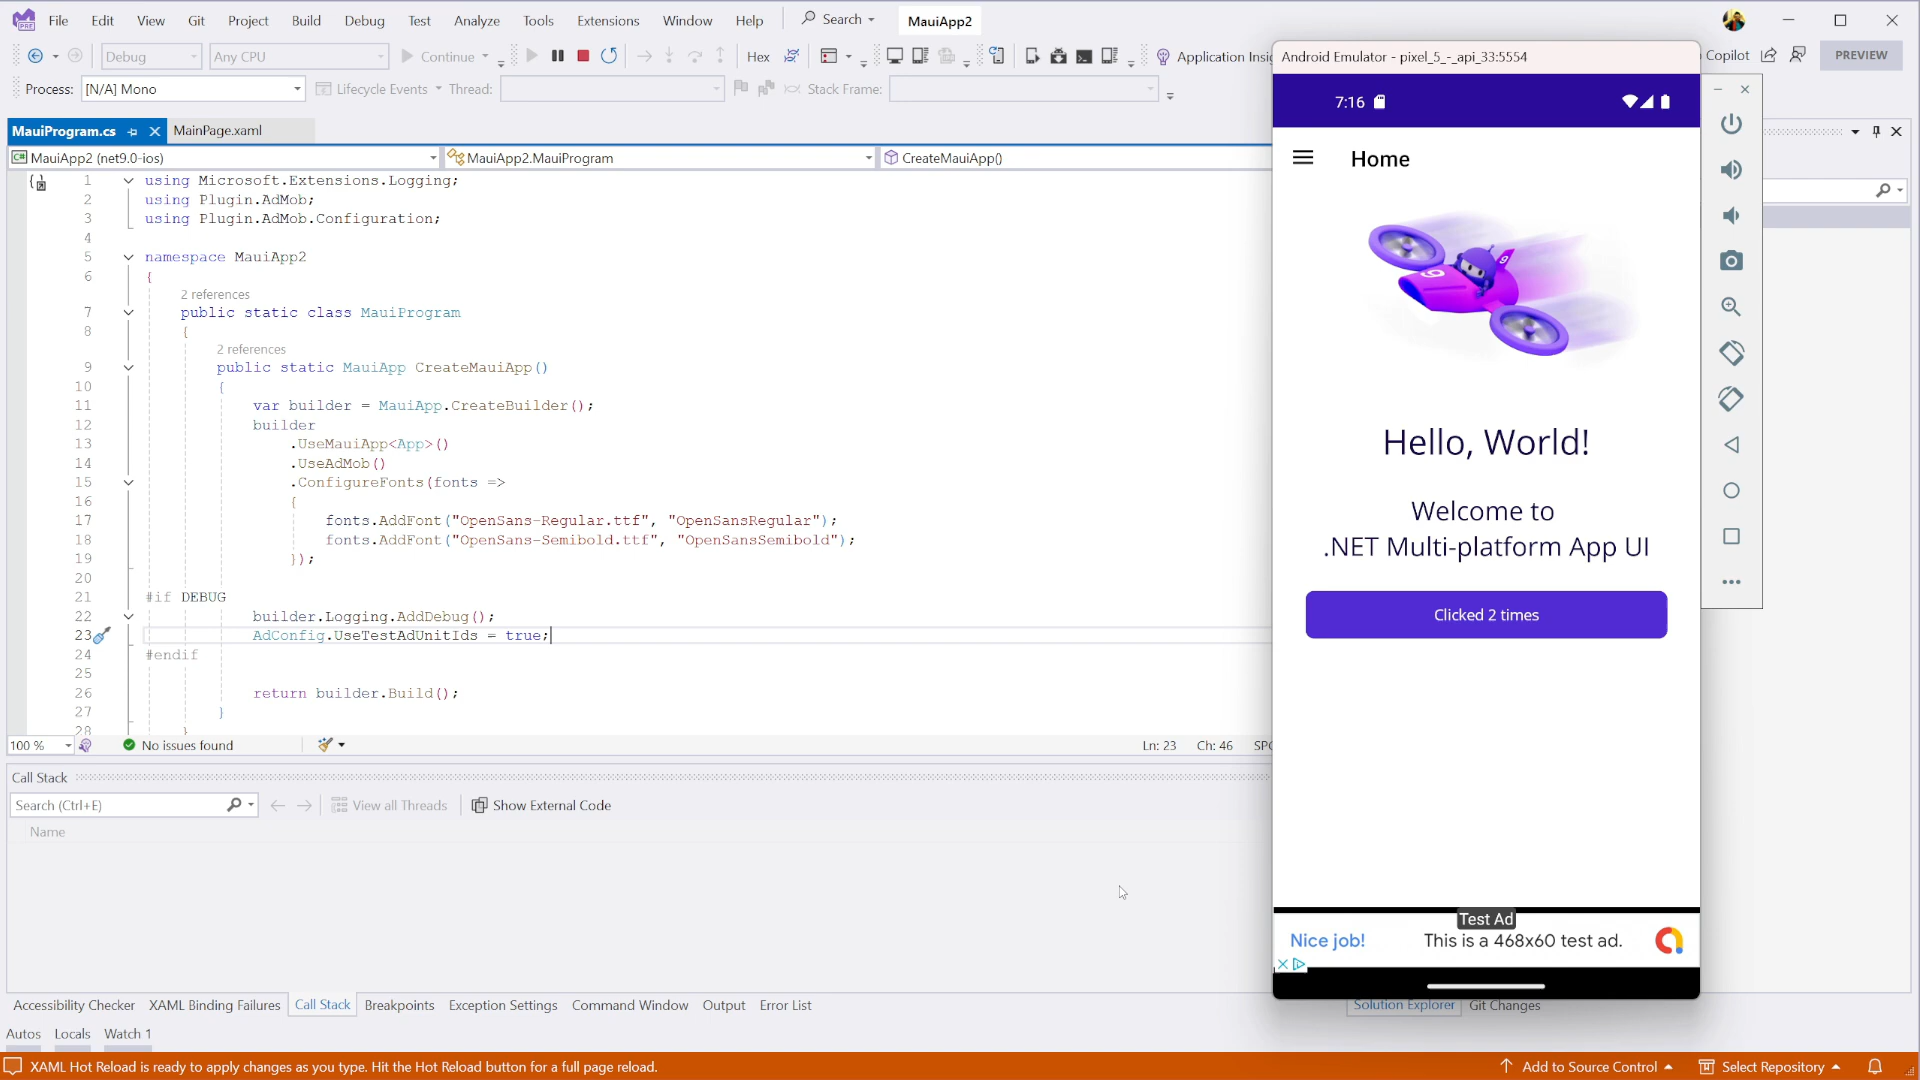 File Edit View Git Project Build Debug Test Analyze Tools Extensions Window Help Search MauiApp2
Debug Any CPU Continue Hex Application Insig Copilot PREVIEW
Process: [N/A] Mono Lifecycle Events Thread: Stack Frame:
MauiProgram.cs MainPage.xaml
MauiApp2 (net9.0-ios) MauiApp2.MauiProgram CreateMauiApp()
1 using Microsoft.Extensions.Logging;
2 using Plugin.AdMob;
3 using Plugin.AdMob.Configuration;
4
5 namespace MauiApp2
6 {
2 references
7 public static class MauiProgram
8 {
2 references
9 public static MauiApp CreateMauiApp()
10 {
11 var builder = MauiApp.CreateBuilder();
12 builder
13 .UseMauiApp<App>()
14 .UseAdMob()
15 .ConfigureFonts(fonts =>
16 {
17 fonts.AddFont("OpenSans-Regular.ttf", "OpenSansRegular");
18 fonts.AddFont("OpenSans-Semibold.ttf", "OpenSansSemibold");
19 });
20
21 #if DEBUG
22 builder.Logging.AddDebug();
23 AdConfig.UseTestAdUnitIds = true;
24 #endif
25
26 return builder.Build();
27 }
28 }
100 % No issues found Ln: 23 Ch: 46 SPC
Call Stack
Search (Ctrl+E) View all Threads Show External Code
Name
Accessibility Checker XAML Binding Failures Call Stack Breakpoints Exception Settings Command Window Output Error List
Autos Locals Watch 1
XAML Hot Reload is ready to apply changes as you type. Hit the Hot Reload button for a full page reload.
Android Emulator - pixel_5_-_api_33:5554
7:16
Home
9
9
Hello, World!
Welcome to
.NET Multi-platform App UI
Clicked 2 times
Test Ad
Nice job! This is a 468x60 test ad.
Solution Explorer Git Changes
Add to Source Control Select Repository